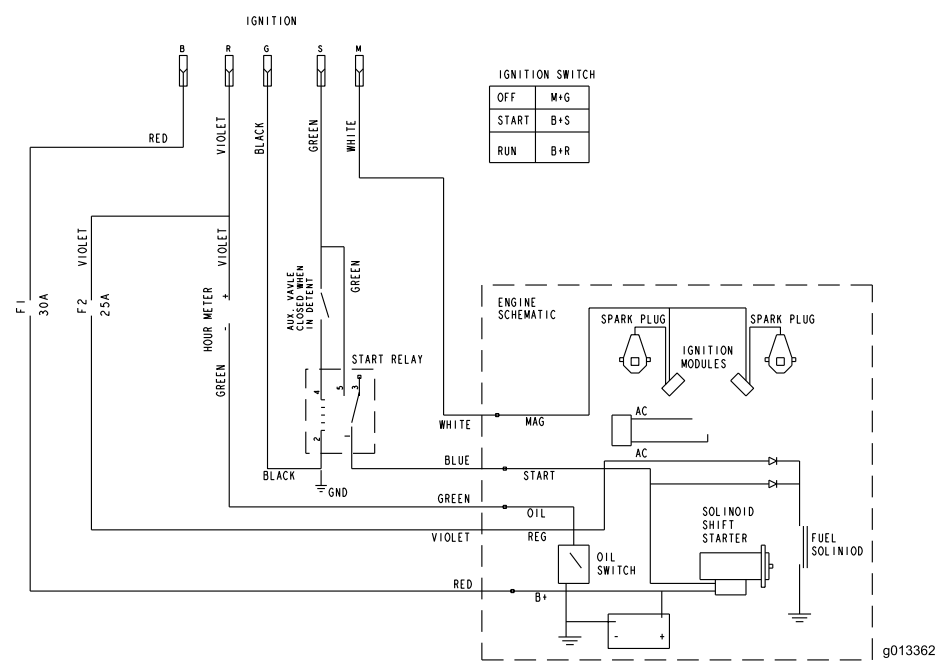 IGNITION
B R G S M
IGNITION SWITCH
OFF M+G
START B+S
RUN B+R
RED
VIOLET
BLACK
GREEN
WHITE
VIOLET
VIOLET
GREEN
AUX. VAVLE
CLOSED WHEN
IN DETENT
F1
30A
F2
25A
HOUR METER
+
-
GREEN
START RELAY
4
5
3
2
1
ENGINE
SCHEMATIC
SPARK PLUG
SPARK PLUG
IGNITION
MODULES
WHITE
MAG
AC
AC
BLACK
BLUE
START
GND
GREEN
OIL
VIOLET
REG
SOLINOID
SHIFT
STARTER
FUEL
SOLINIOD
OIL
SWITCH
RED
B+
- +
g013362